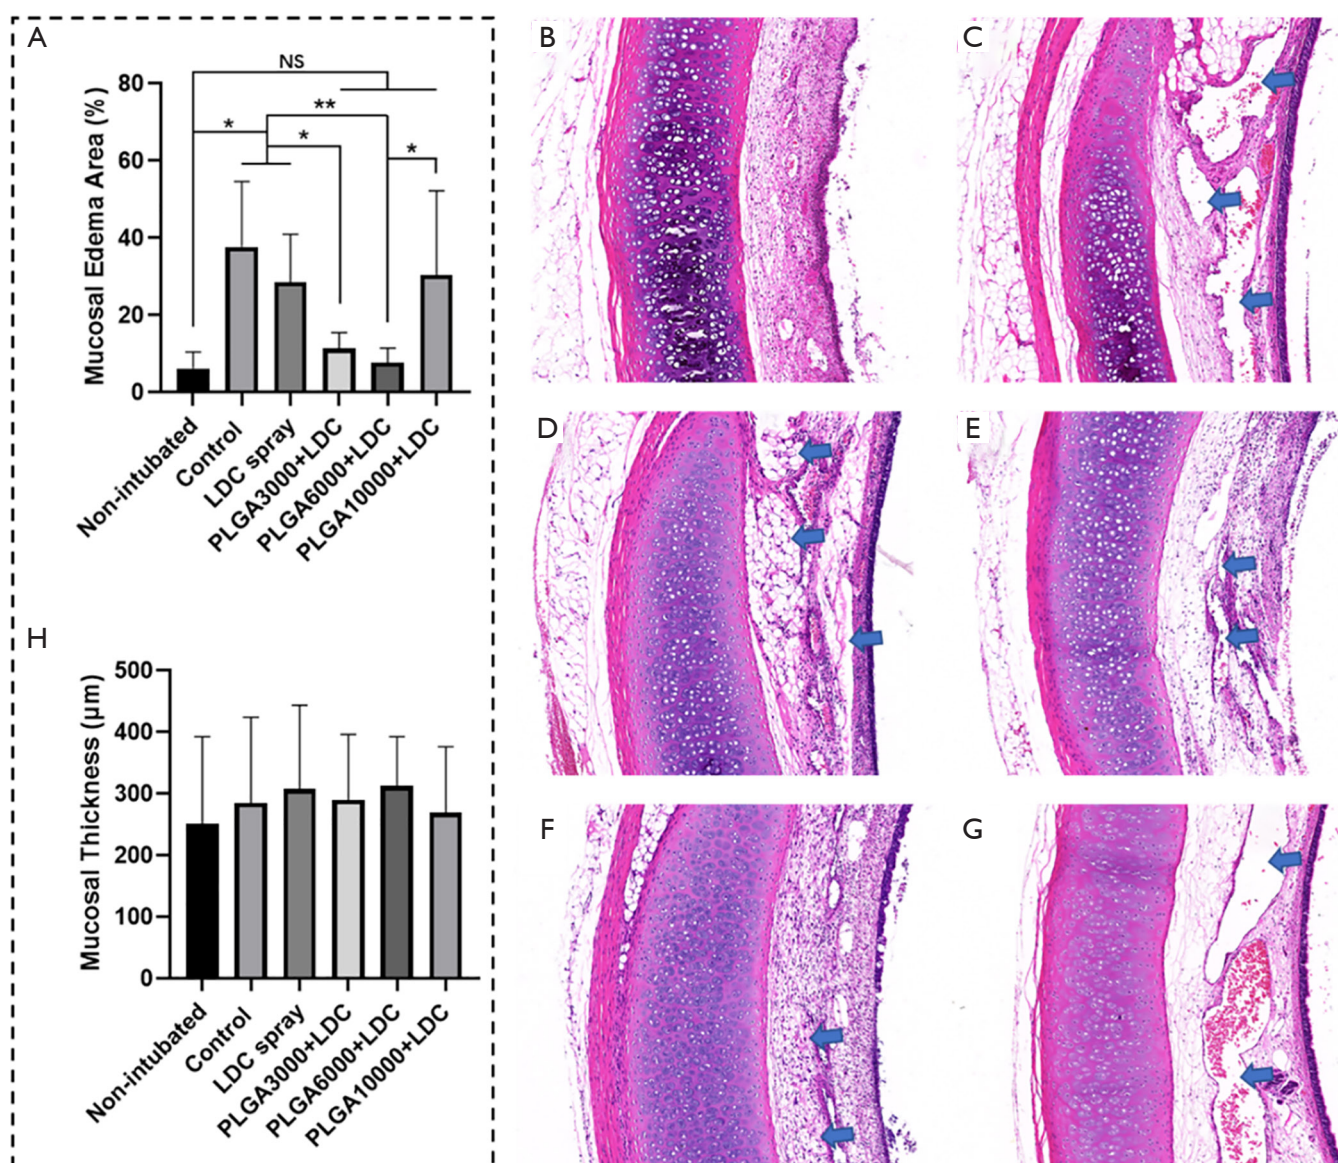 A
Mucosal Edema Area (%)
80
60
40
20
0
NS
*
**
*
*
Non-intubated
Control
LDC spray
PLGA3000+LDC
PLGA6000+LDC
PLGA10000+LDC
B
C
D
E
F
G
H
Mucosal Thickness (µm)
500
400
300
200
100
0
Non-intubated
Control
LDC spray
PLGA3000+LDC
PLGA6000+LDC
PLGA10000+LDC